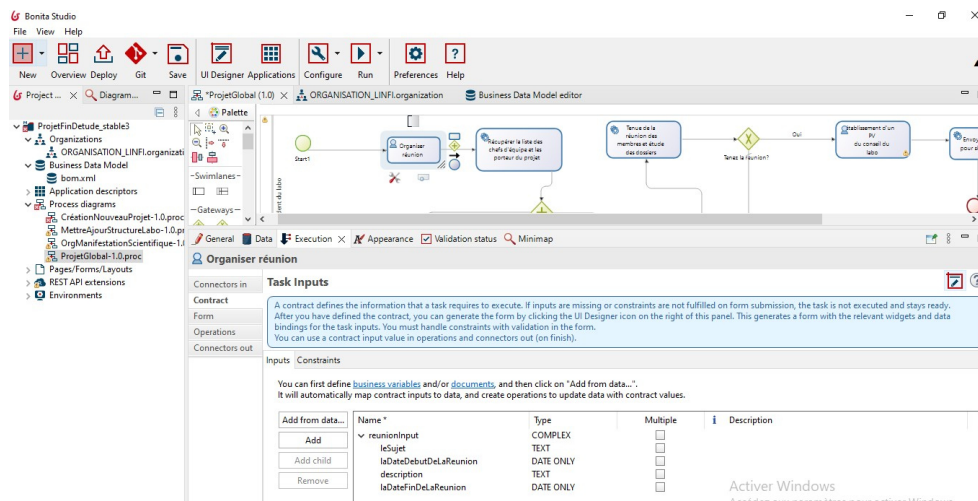 Bonita Studio
File View Help
New Overview Deploy Git Save UI Designer Applications Configure Run Preferences Help
Project ... Diagram...
ProjetFinDetude_stable3
Organizations
ORGANISATION_LINFI.organizati
Business Data Model
bom.xml
Application descriptors
Process diagrams
CréationNouveauProjet-1.0.proc
MettreAjourStructureLabo-1.0.pr
OrgManifestationScientifique-1.
ProjetGlobal-1.0.proc
Pages/Forms/Layouts
REST API extensions
Environments
*ProjetGlobal (1.0) ORGANISATION_LINFI.organization Business Data Model editor
Palette
Swimlanes
Gateways
dent du labo
Start1
Organiser
réunion
Récupérer la liste des
chefs d'équipe et les
porteur du projet
Tenue de la
réunion des
membres et étude
des dossiers
Tenez la réunion?
Oui
Etablissement d'un
PV
du conseil du
labo
Envoy
pour s
General Data Execution Appearance Validation status Minimap
Organiser réunion
Connectors in
Contract
Form
Operations
Connectors out
Task Inputs
A contract defines the information that a task requires to execute. If inputs are missing or constraints are not fulfilled on form submission, the task is not executed and stays ready.
After you have defined the contract, you can generate the form by clicking the UI Designer icon on the right of this panel. This generates a form with the relevant widgets and data
bindings for the task inputs. You must handle constraints with validation in the form.
You can use a contract input value in operations and connectors out (on finish).
Inputs Constraints
You can first define business variables and/or documents, and then click on "Add from data...".
It will automatically map contract inputs to data, and create operations to update data with contract values.
Add from data...
Add
Add child
Remove
Name * Type Multiple i Description
reunionInput COMPLEX
leSujet TEXT
laDateDebutDeLaReunion DATE ONLY
description TEXT
laDateFinDeLaReunion DATE ONLY
Activer Windows